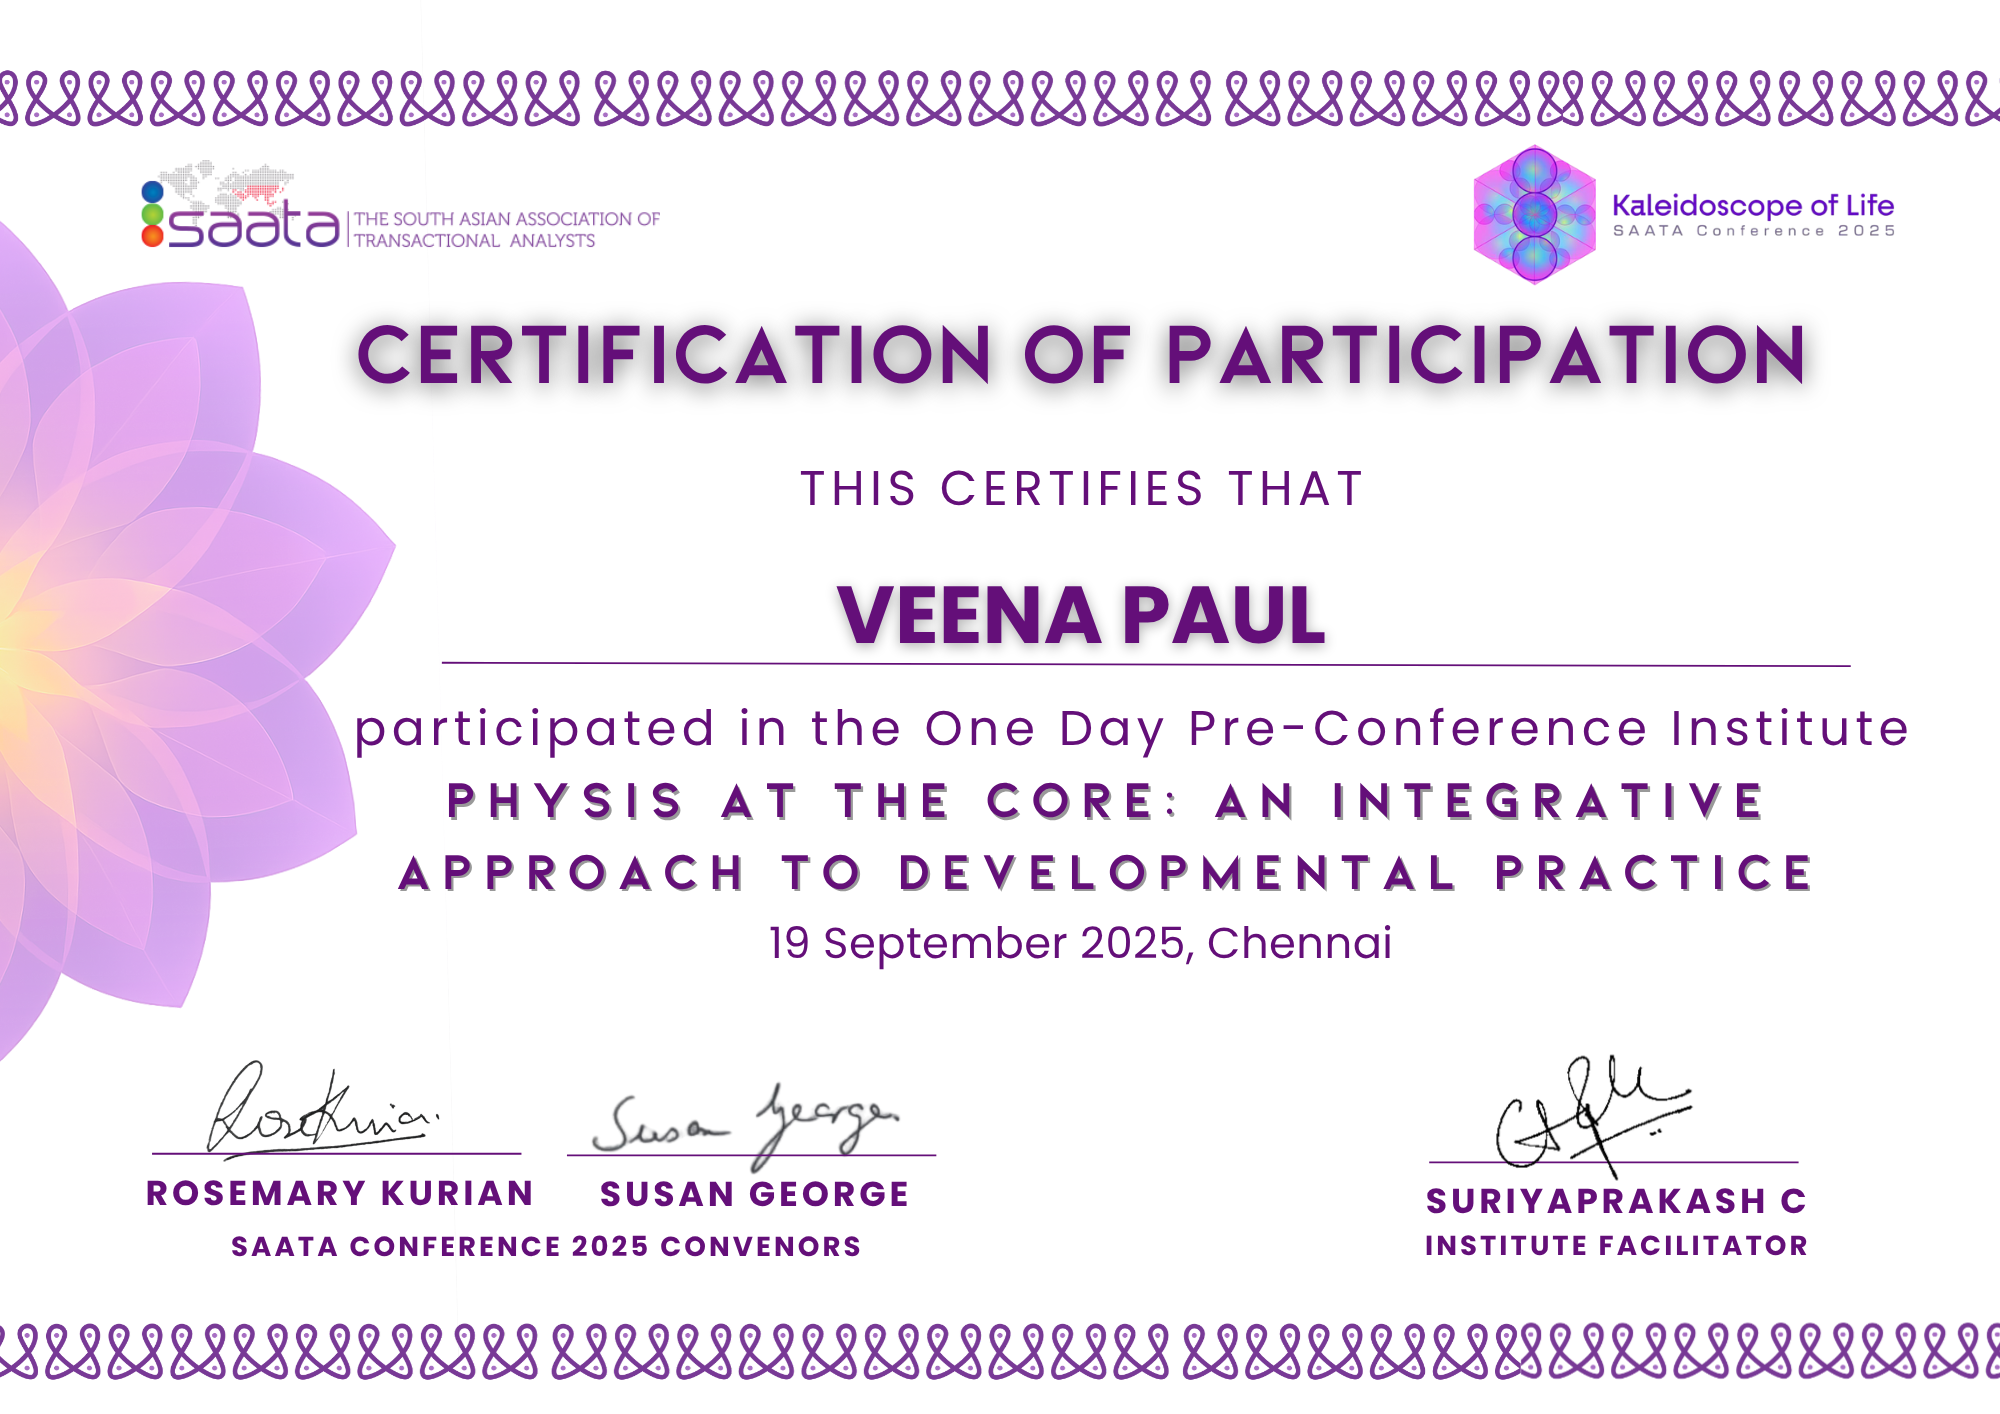 saata
THE SOUTH ASIAN ASSOCIATION OF
TRANSACTIONAL ANALYSTS
Kaleidoscope of Life
SAATA Conference 2025
CERTIFICATION OF PARTICIPATION
THIS CERTIFIES THAT
VEENA PAUL
participated in the One Day Pre-Conference Institute
PHYSIS AT THE CORE: AN INTEGRATIVE
APPROACH TO DEVELOPMENTAL PRACTICE
19 September 2025, Chennai
Susan George
ROSEMARY KURIAN
SUSAN GEORGE
SAATA CONFERENCE 2025 CONVENORS
SURIYAPRAKASH C
INSTITUTE FACILITATOR